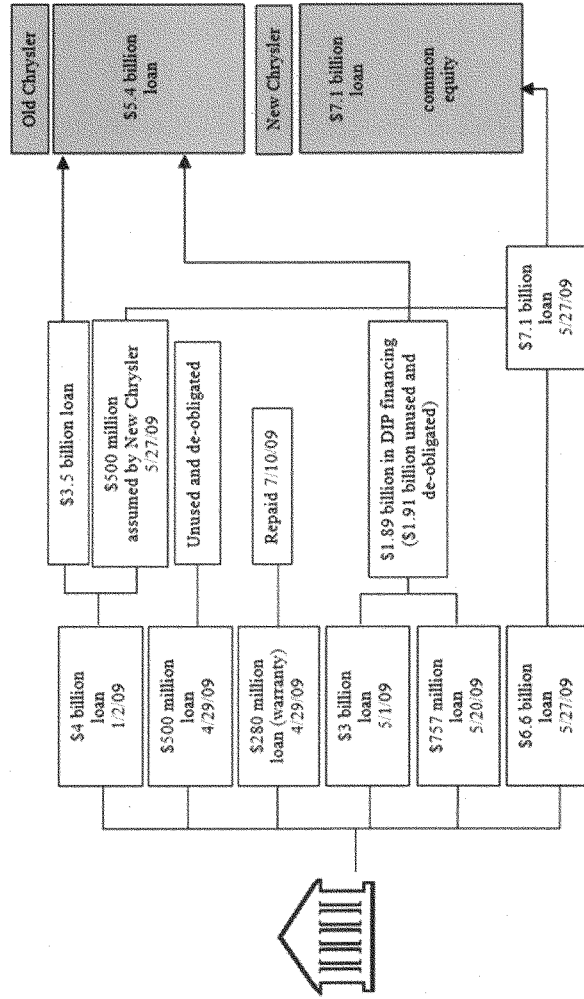 $4 billion
loan
1/2/09
$500 million
loan
4/29/09
$280 million
loan (warranty)
4/29/09
$3 billion
loan
5/1/09
$757 million
loan
5/20/09
$6.6 billion
loan
5/27/09
$3.5 billion loan
$500 million
assumed by New Chrysler
5/27/09
Unused and de-obligated
Repaid 7/10/09
$1.89 billion in DIP financing
($1.91 billion unused and
de-obligated)
$7.1 billion
loan
5/27/09
Old Chrysler
$5.4 billion
loan
New Chrysler
$7.1 billion
loan
common
equity